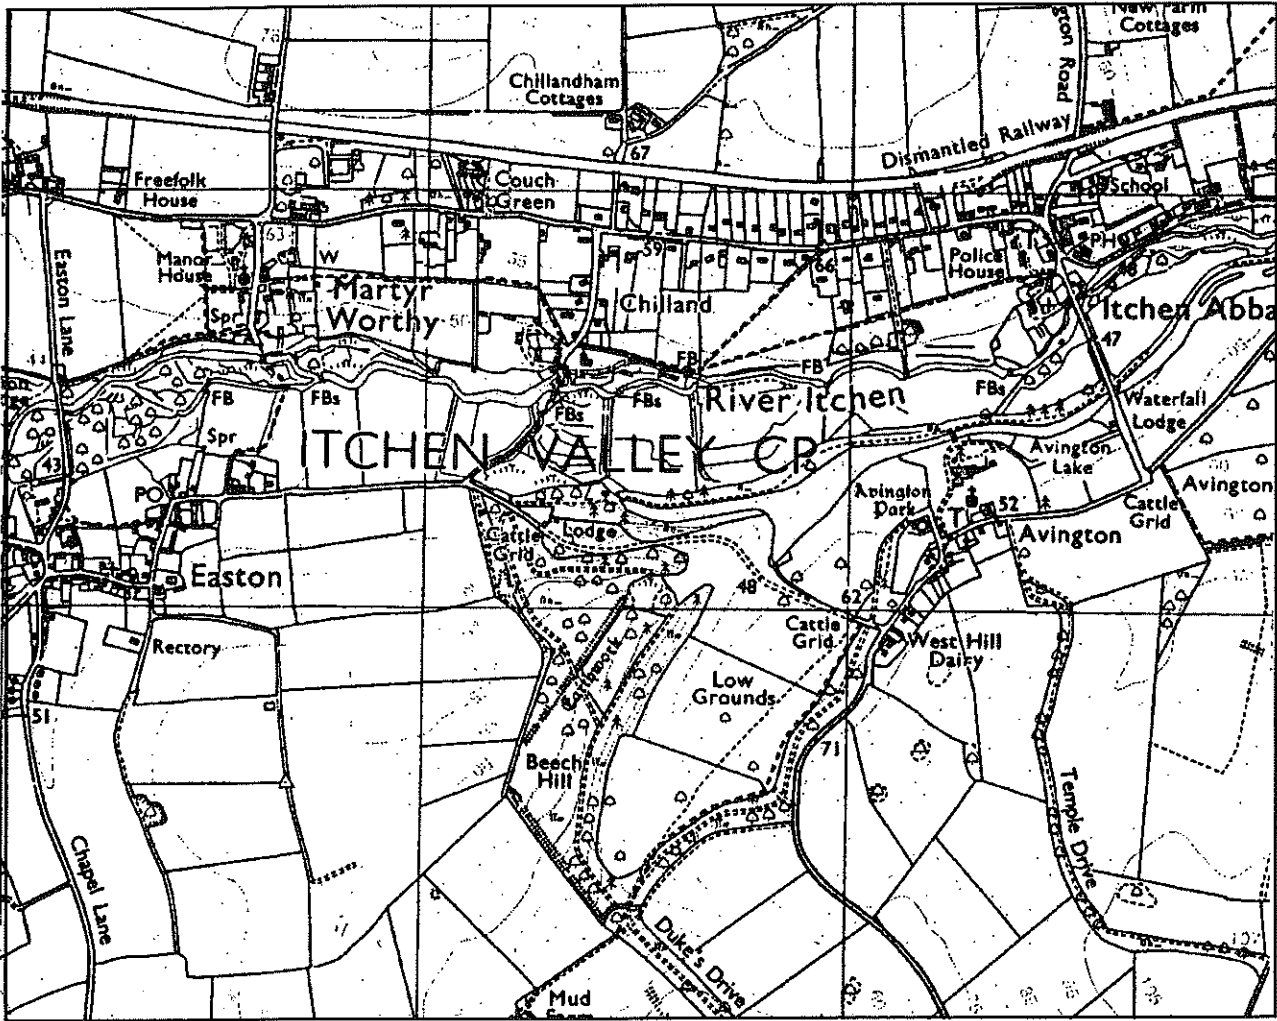 76
New Farm
Cottages
gton Road
Chillandham
Cottages
67
Dismantled Railway
Freefolk
House
Couch
Green
School
63
59
66
PH
48
Manor
House
W
Police
House
Easton Lane
Martyr
Worthy
Chilland
Itchen Abba
Spr
47
44
FB
FB
FB
FBs
FBs
FBs
FBs
River Itchen
Waterfall
Lodge
Spr
ITCHEN VALLEY CP
43
Avington
Lake
PO
Avington
Park
52
Cattle
Grid
Avington
Cattle
Grid
Lodge
T
Avington
Easton
48
62
Cattle
Grid
Rectory
West Hill
Dairy
Low
Grounds
51
71
Beech
Hill
Temple Drive
Chapel Lane
Duke's Drive
Mud